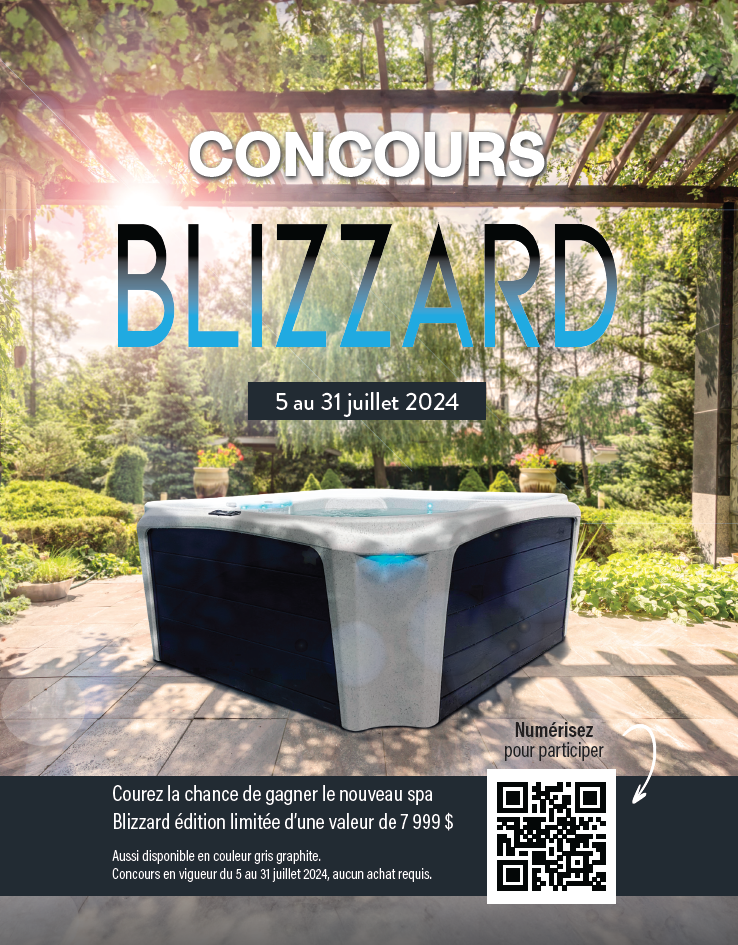 CONCOURS
BLIZZARD
5 au 31 juillet 2024
Numérisez
pour participer
Courez la chance de gagner le nouveau spa
Blizzard édition limitée d'une valeur de 7 999 $
Aussi disponible en couleur gris graphite.
Concours en vigueur du 5 au 31 juillet 2024, aucun achat requis.